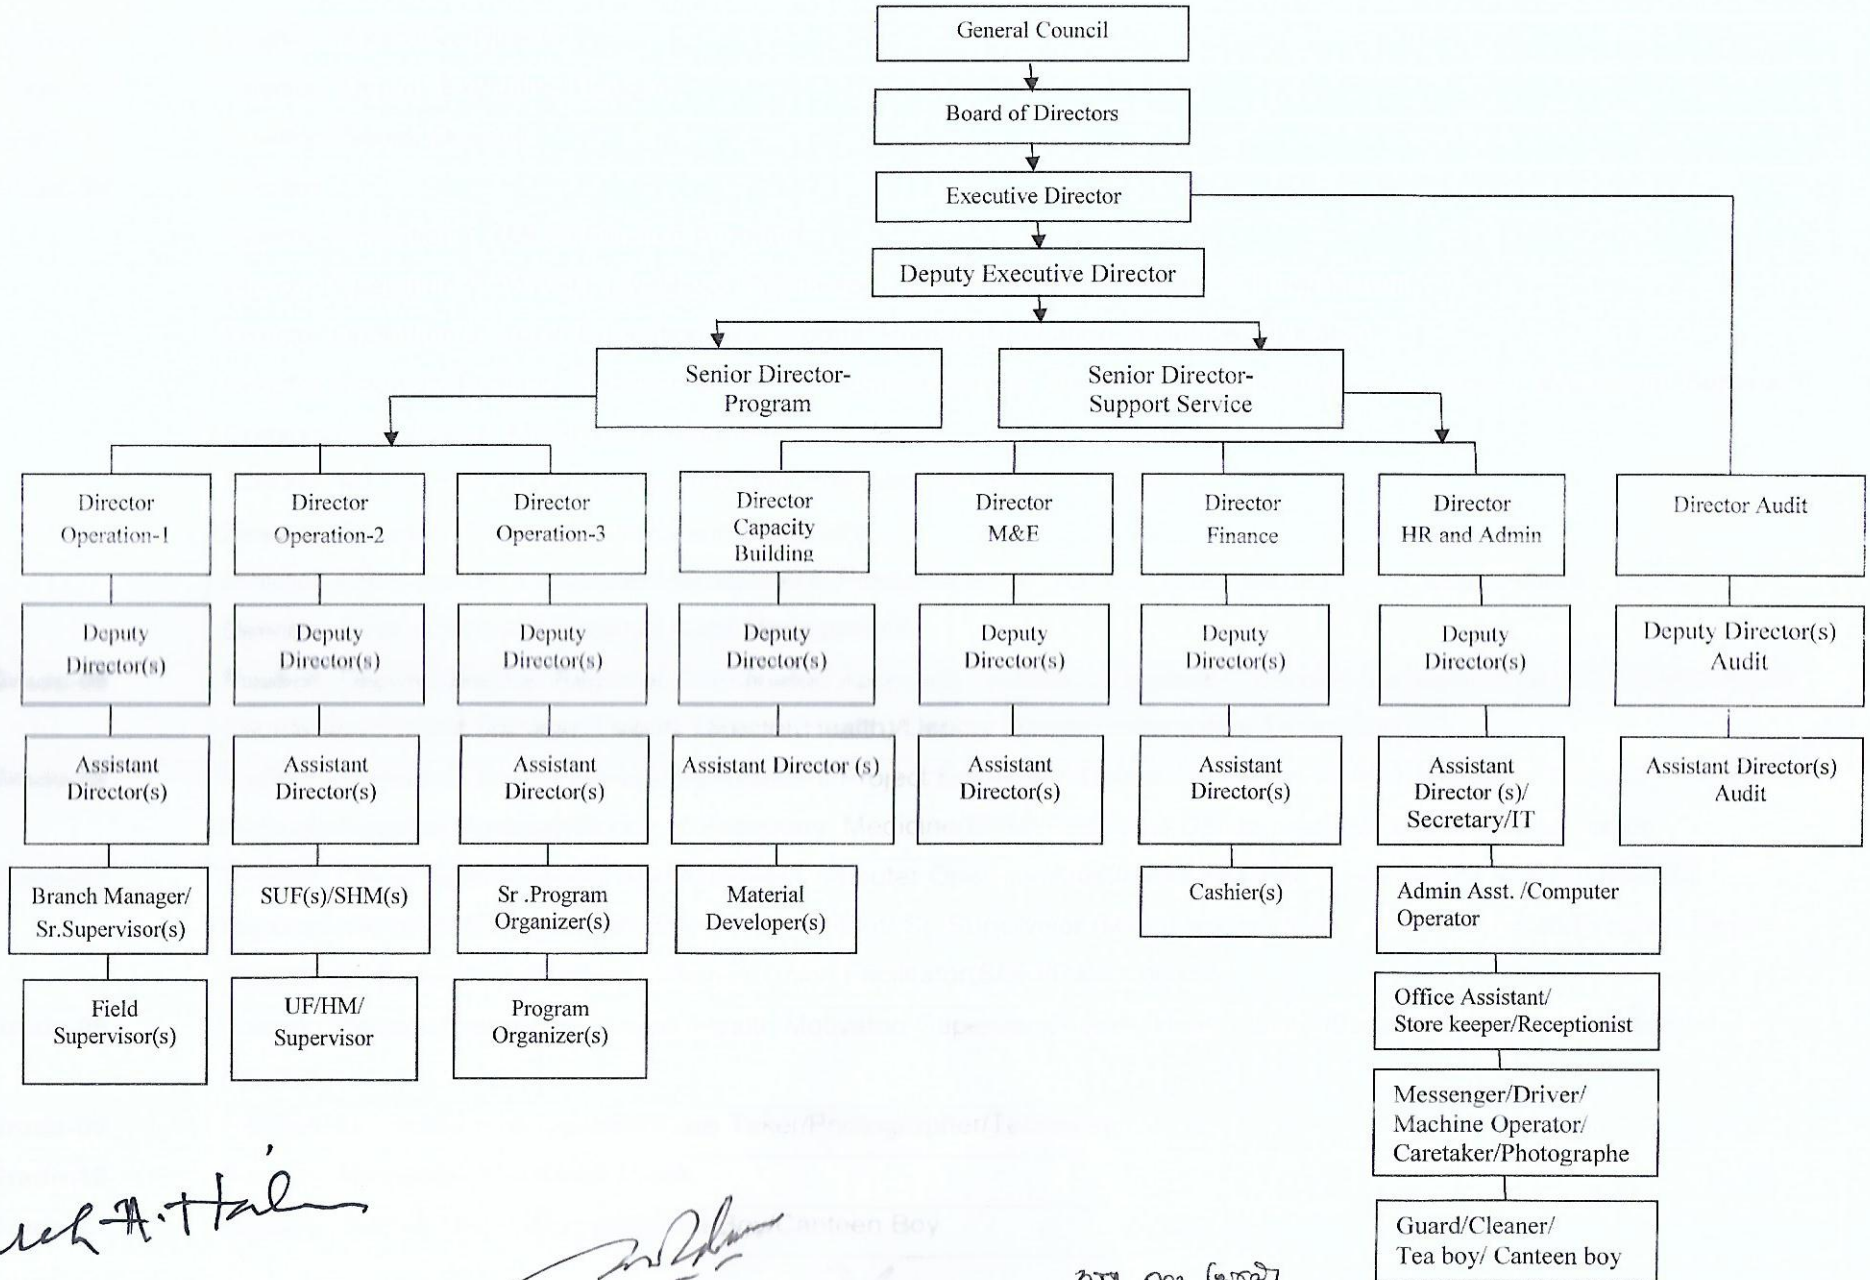 General Council
Board of Directors
Executive Director
Deputy Executive Director
Senior Director-
Program
Senior Director-
Support Service
Director
Operation-1
Director
Operation-2
Director
Operation-3
Director
Capacity
Building
Director
M&E
Director
Finance
Director
HR and Admin
Director Audit
Deputy
Director(s)
Deputy
Director(s)
Deputy
Director(s)
Deputy
Director(s)
Deputy
Director(s)
Deputy
Director(s)
Deputy
Director(s)
Deputy Director(s)
Audit
Assistant
Director(s)
Assistant
Director(s)
Assistant
Director(s)
Assistant Director (s)
Assistant
Director(s)
Assistant
Director(s)
Assistant
Director (s)/
Secretary/IT
Assistant Director(s)
Audit
Branch Manager/
Sr.Supervisor(s)
SUF(s)/SHM(s)
Sr .Program
Organizer(s)
Material
Developer(s)
Cashier(s)
Admin Asst. /Computer
Operator
Field
Supervisor(s)
UF/HM/
Supervisor
Program
Organizer(s)
Office Assistant/
Store keeper/Receptionist
Messenger/Driver/
Machine Operator/
Caretaker/Photographe
Guard/Cleaner/
Tea boy/ Canteen boy